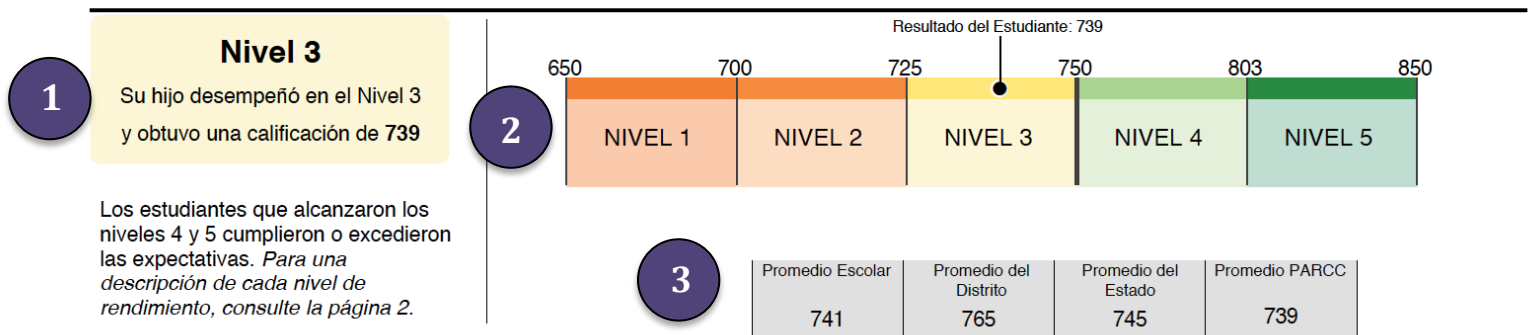 1
Nivel 3
Su hijo desempeñó en el Nivel 3
y obtuvo una calificación de 739
Los estudiantes que alcanzaron los
niveles 4 y 5 cumplieron o excedieron
las expectativas. Para una
descripción de cada nivel de
rendimiento, consulte la página 2.
2
Resultado del Estudiante: 739
650 700 725 750 803 850
NIVEL 1 NIVEL 2 NIVEL 3 NIVEL 4 NIVEL 5
3
Promedio Escolar
741
Promedio del
Distrito
765
Promedio del
Estado
745
Promedio PARCC
739